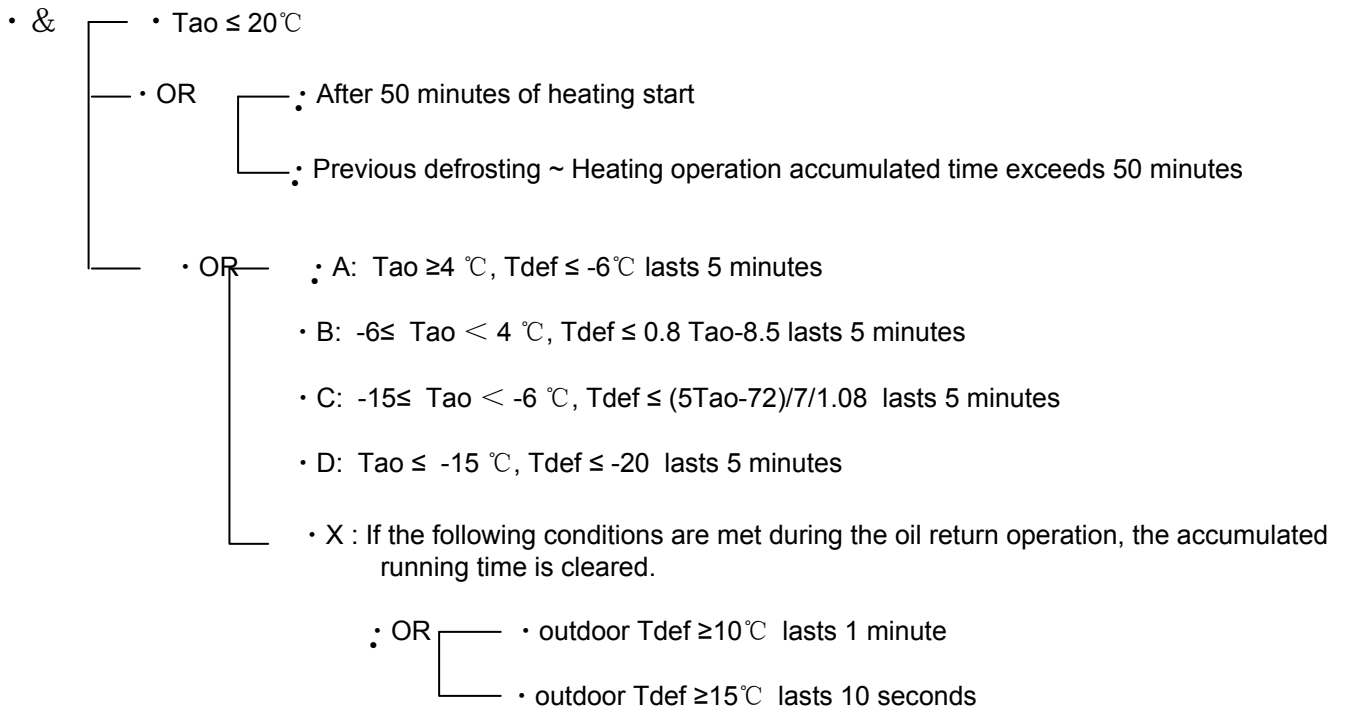 ・& ・Tao ≤ 20℃
・OR : After 50 minutes of heating start
: Previous defrosting ~ Heating operation accumulated time exceeds 50 minutes
・OR : A: Tao ≥4 ℃, Tdef ≤ -6℃ lasts 5 minutes
・B: -6≤ Tao < 4 ℃, Tdef ≤ 0.8 Tao-8.5 lasts 5 minutes
・C: -15≤ Tao < -6 ℃, Tdef ≤ (5Tao-72)/7/1.08 lasts 5 minutes
・D: Tao ≤ -15 ℃, Tdef ≤ -20 lasts 5 minutes
・X : If the following conditions are met during the oil return operation, the accumulated
running time is cleared.
: OR ・outdoor Tdef ≥10℃ lasts 1 minute
・outdoor Tdef ≥15℃ lasts 10 seconds